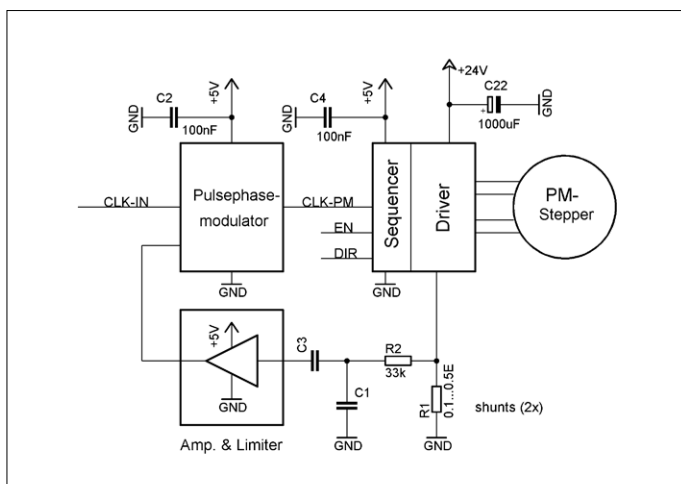 +24V
C2
+5V
C4
+5V
C22
GND
100nF
GND
100nF
+
1000uF
GND
CLK-IN
Pulsephase-
modulator
CLK-PM
EN
DIR
Sequencer
Driver
PM-
Stepper
GND
GND
+5V
GND
C3
R2
33k
C1
R1
0.1...0.5E
shunts (2x)
GND
GND
Amp. & Limiter